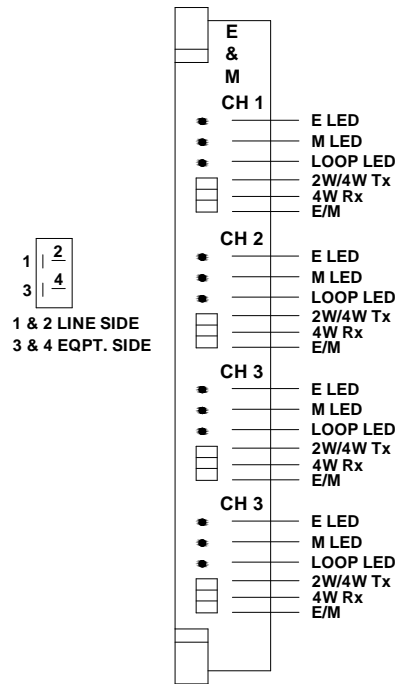 E
&
M
CH 1
E LED
M LED
LOOP LED
2W/4W Tx
4W Rx
E/M
CH 2
E LED
M LED
LOOP LED
2W/4W Tx
4W Rx
E/M
1 2
3 4
1 & 2 LINE SIDE
3 & 4 EQPT. SIDE
CH 3
E LED
M LED
LOOP LED
2W/4W Tx
4W Rx
E/M
CH 3
E LED
M LED
LOOP LED
2W/4W Tx
4W Rx
E/M